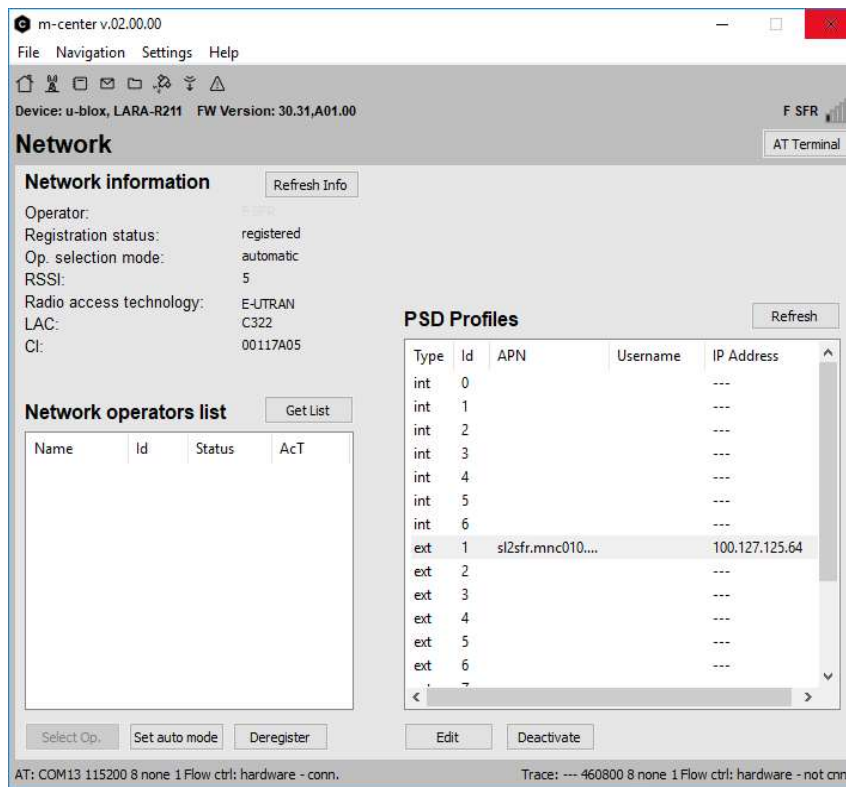 m-center v.02.00.00
File Navigation Settings Help
Device: u-blox, LARA-R211 FW Version: 30.31,A01.00
F SFR
Network
AT Terminal
Network information
Refresh Info
Operator: F SFR
Registration status: registered
Op. selection mode: automatic
RSSI: 5
Radio access technology: E-UTRAN
LAC: C322
CI: 00117A05
Network operators list
Get List
Name Id Status AcT
Select Op. Set auto mode Deregister
PSD Profiles
Refresh
Type Id APN Username IP Address
int 0 ---
int 1 ---
int 2 ---
int 3 ---
int 4 ---
int 5 ---
int 6 ---
ext 1 sl2sfr.mnc010.... 100.127.125.64
ext 2 ---
ext 3 ---
ext 4 ---
ext 5 ---
ext 6 ---
Edit Deactivate
AT: COM13 115200 8 none 1 Flow ctrl: hardware - conn.
Trace: --- 460800 8 none 1 Flow ctrl: hardware - not cnn